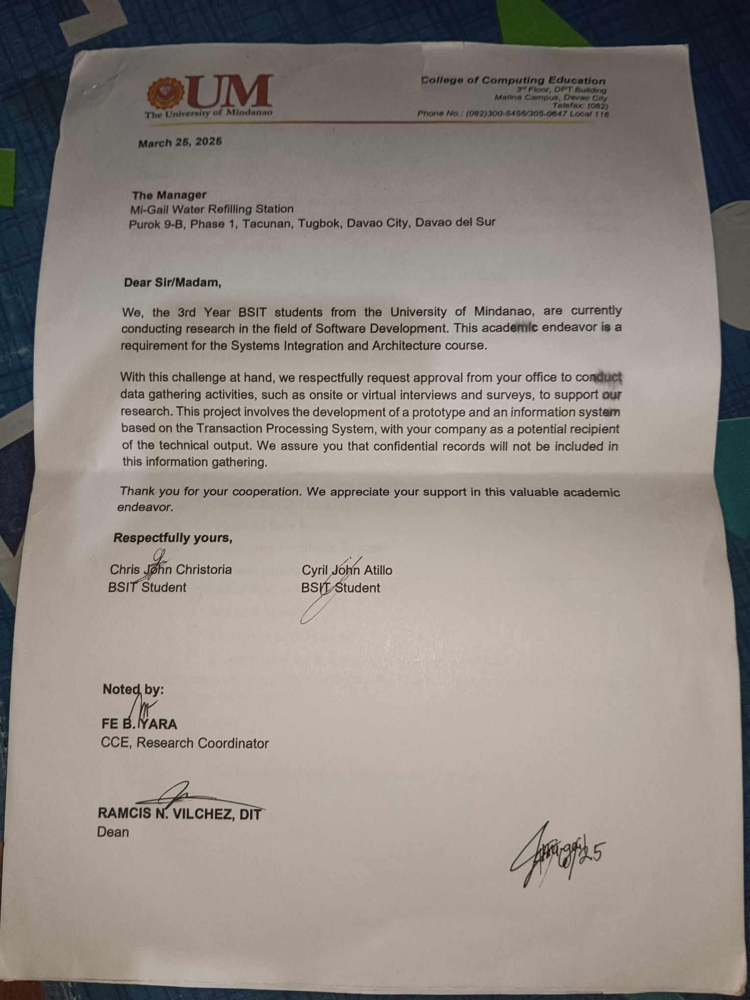 UM
The University of Mindanao
College of Computing Education
3rd Floor, DPT Building
Matina Campus, Davao City
Telefax: (082)
Phone No.: (082)300-5456/305-0647 Local 116
March 25, 2025
The Manager
Mi-Gail Water Refilling Station
Purok 9-B, Phase 1, Tacunan, Tugbok, Davao City, Davao del Sur
Dear Sir/Madam,
We, the 3rd Year BSIT students from the University of Mindanao, are currently
conducting research in the field of Software Development. This academic endeavor is a
requirement for the Systems Integration and Architecture course.
With this challenge at hand, we respectfully request approval from your office to conduct
data gathering activities, such as onsite or virtual interviews and surveys, to support our
research. This project involves the development of a prototype and an information system
based on the Transaction Processing System, with your company as a potential recipient
of the technical output. We assure you that confidential records will not be included in
this information gathering.
Thank you for your cooperation. We appreciate your support in this valuable academic
endeavor.
Respectfully yours,
Chris John Christoria Cyril John Atillo
BSIT Student BSIT Student
Noted by:
FE B. YARA
CCE, Research Coordinator
RAMCIS N. VILCHEZ, DIT
Dean